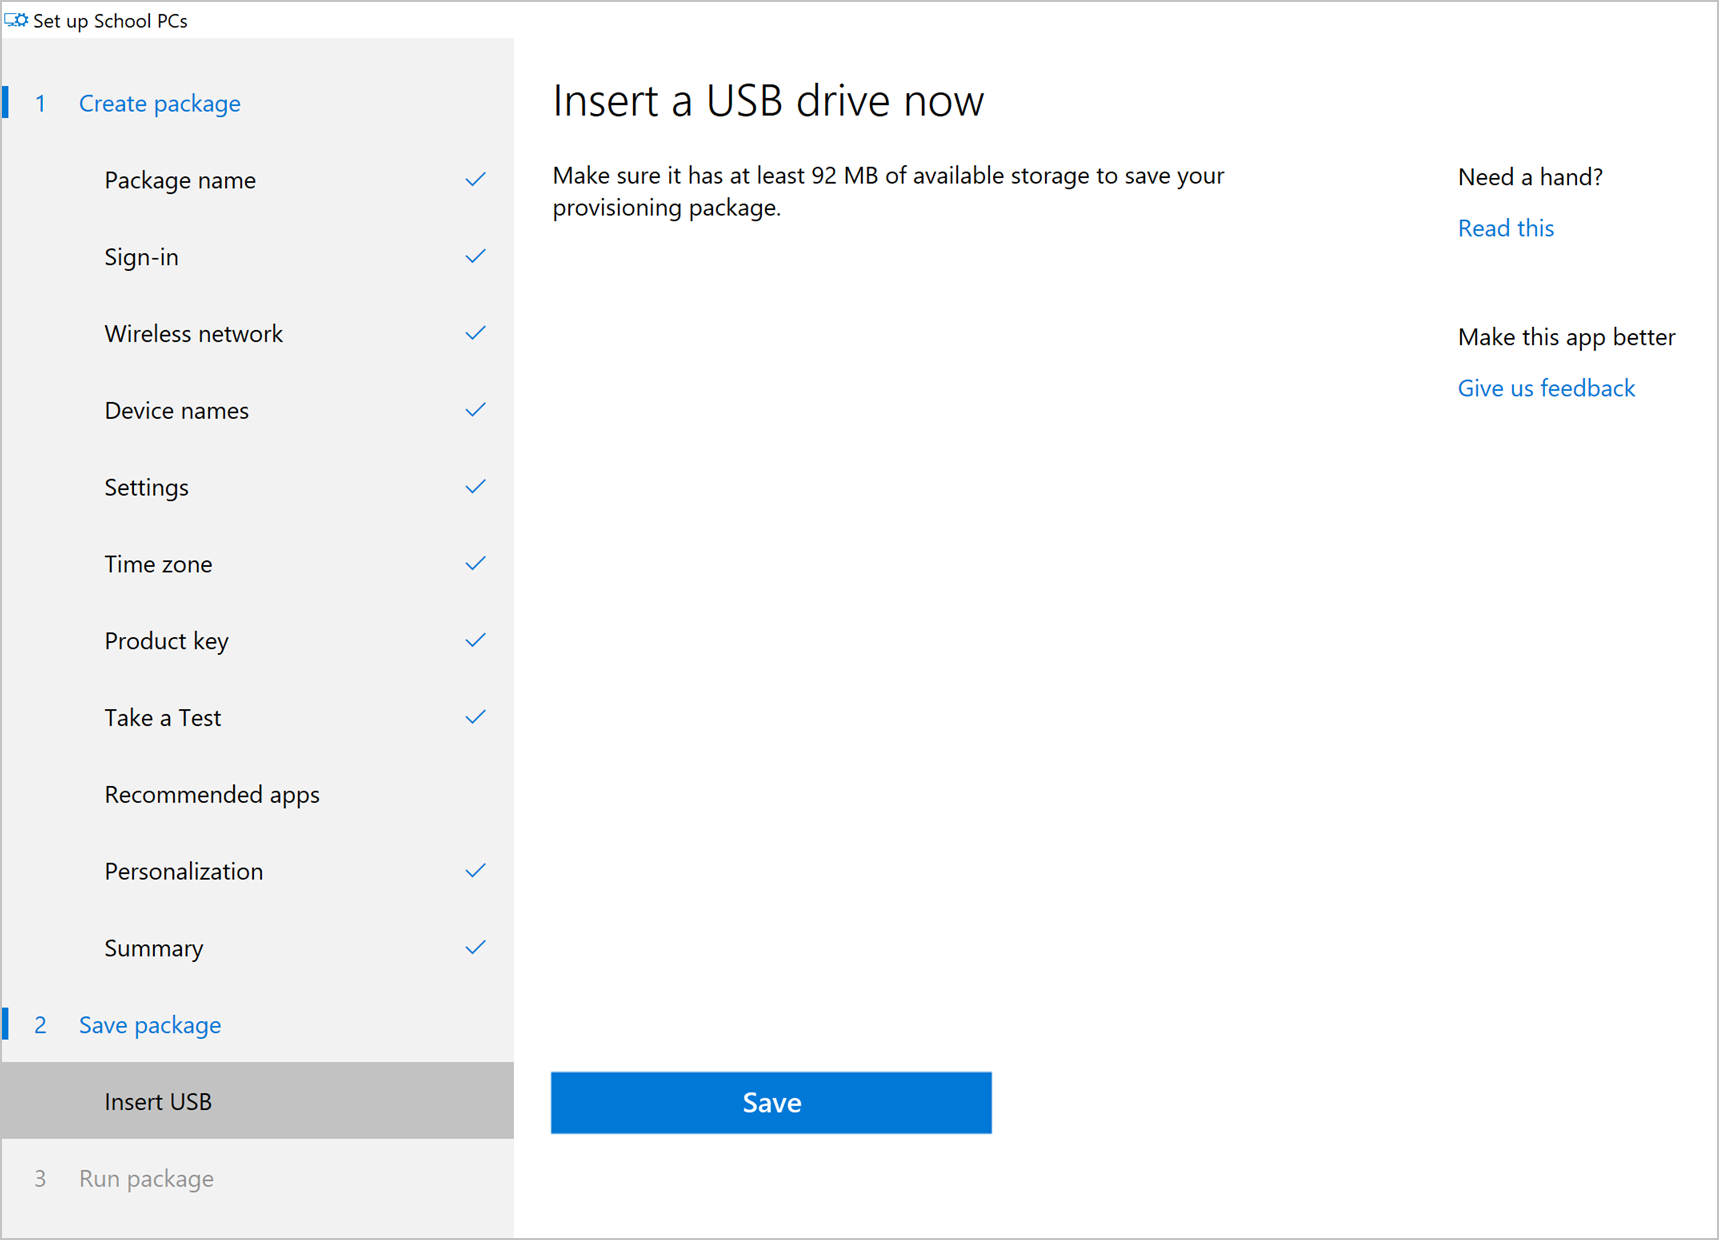 Set up School PCs
1 Create package
Package name
Sign-in
Wireless network
Device names
Settings
Time zone
Product key
Take a Test
Recommended apps
Personalization
Summary
2 Save package
Insert USB
3 Run package
Insert a USB drive now
Make sure it has at least 92 MB of available storage to save your
provisioning package.
Save
Need a hand?
Read this
Make this app better
Give us feedback